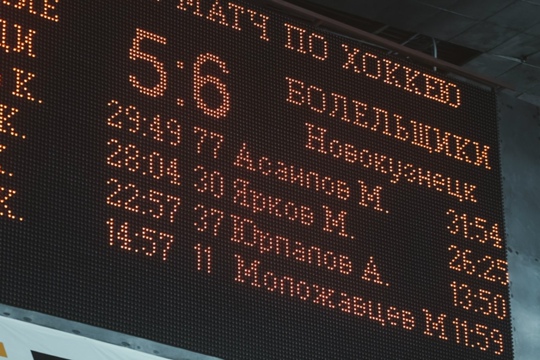 МАТЧ ПО ХОККЕЮ
5:6 БОЛЕЛЬЩИКИ
Новокузнецк
29:49 77 Асаипов М. 31:54
28:04 30 Ярков М. 26:25
22:57 37 Юрпалов А. 13:50
14:57 11 Моложавцев М 11:59
К.
К.